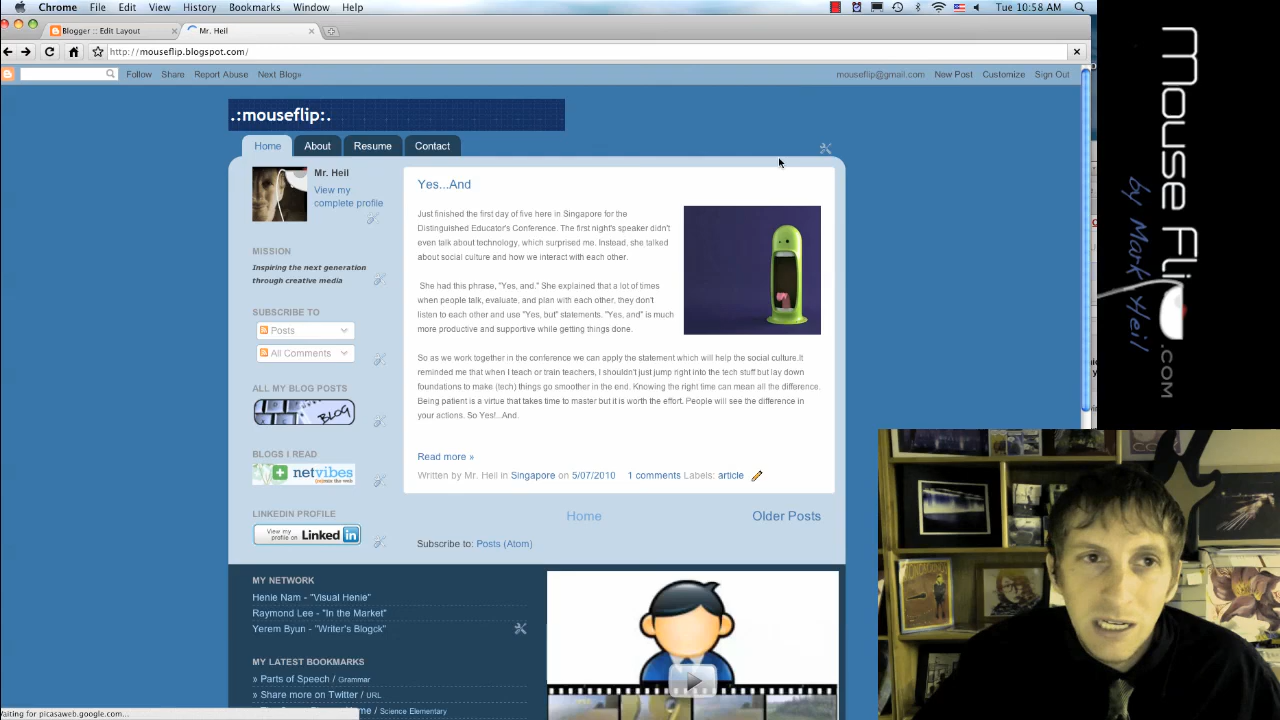 Chrome File Edit View History Bookmarks Window Help
Tue 10:58 AM
Blogger :: Edit Layout
Mr. Heil
http://mouseflip.blogspot.com/
Follow Share Report Abuse Next Blog»
mouseflip@gmail.com New Post Customize Sign Out
.:mouseflip:.
Home About Resume Contact
Mr. Heil
View my
complete profile
MISSION
Inspiring the next generation
through creative media
SUBSCRIBE TO
Posts
All Comments
ALL MY BLOG POSTS
BLOG
BLOGS I READ
netvibes
LINKEDIN PROFILE
View my
profile on Linked in
Yes...And
Just finished the first day of five here in Singapore for the
Distinguished Educator's Conference. The first night's speaker didn't
even talk about technology, which surprised me. Instead, she talked
about social culture and how we interact with each other.
She had this phrase, "Yes, and." She explained that a lot of times
when people talk, evaluate, and plan with each other, they don't
listen to each other and use "Yes, but" statements. "Yes, and" is much
more productive and supportive while getting things done.
So as we work together in the conference we can apply the statement which will help the social culture.It
reminded me that when I teach or train teachers, I shouldn't just jump right into the tech stuff but lay down
foundations to make (tech) things go smoother in the end. Knowing the right time can mean all the difference.
Being patient is a virtue that takes time to master but it is worth the effort. People will see the difference in
your actions. So Yes!...And.
Read more »
Written by Mr. Heil in Singapore on 5/07/2010 1 comments Labels: article
Home
Older Posts
Subscribe to: Posts (Atom)
MY NETWORK
Henie Nam - "Visual Henie"
Raymond Lee - "In the Market"
Yerem Byun - "Writer's Blogck"
MY LATEST BOOKMARKS
» Parts of Speech / Grammar
» Share more on Twitter / URL
/ Science Elementary
Waiting for picasaweb.google.com...
Mouse Flip
.com
by Mark Heil